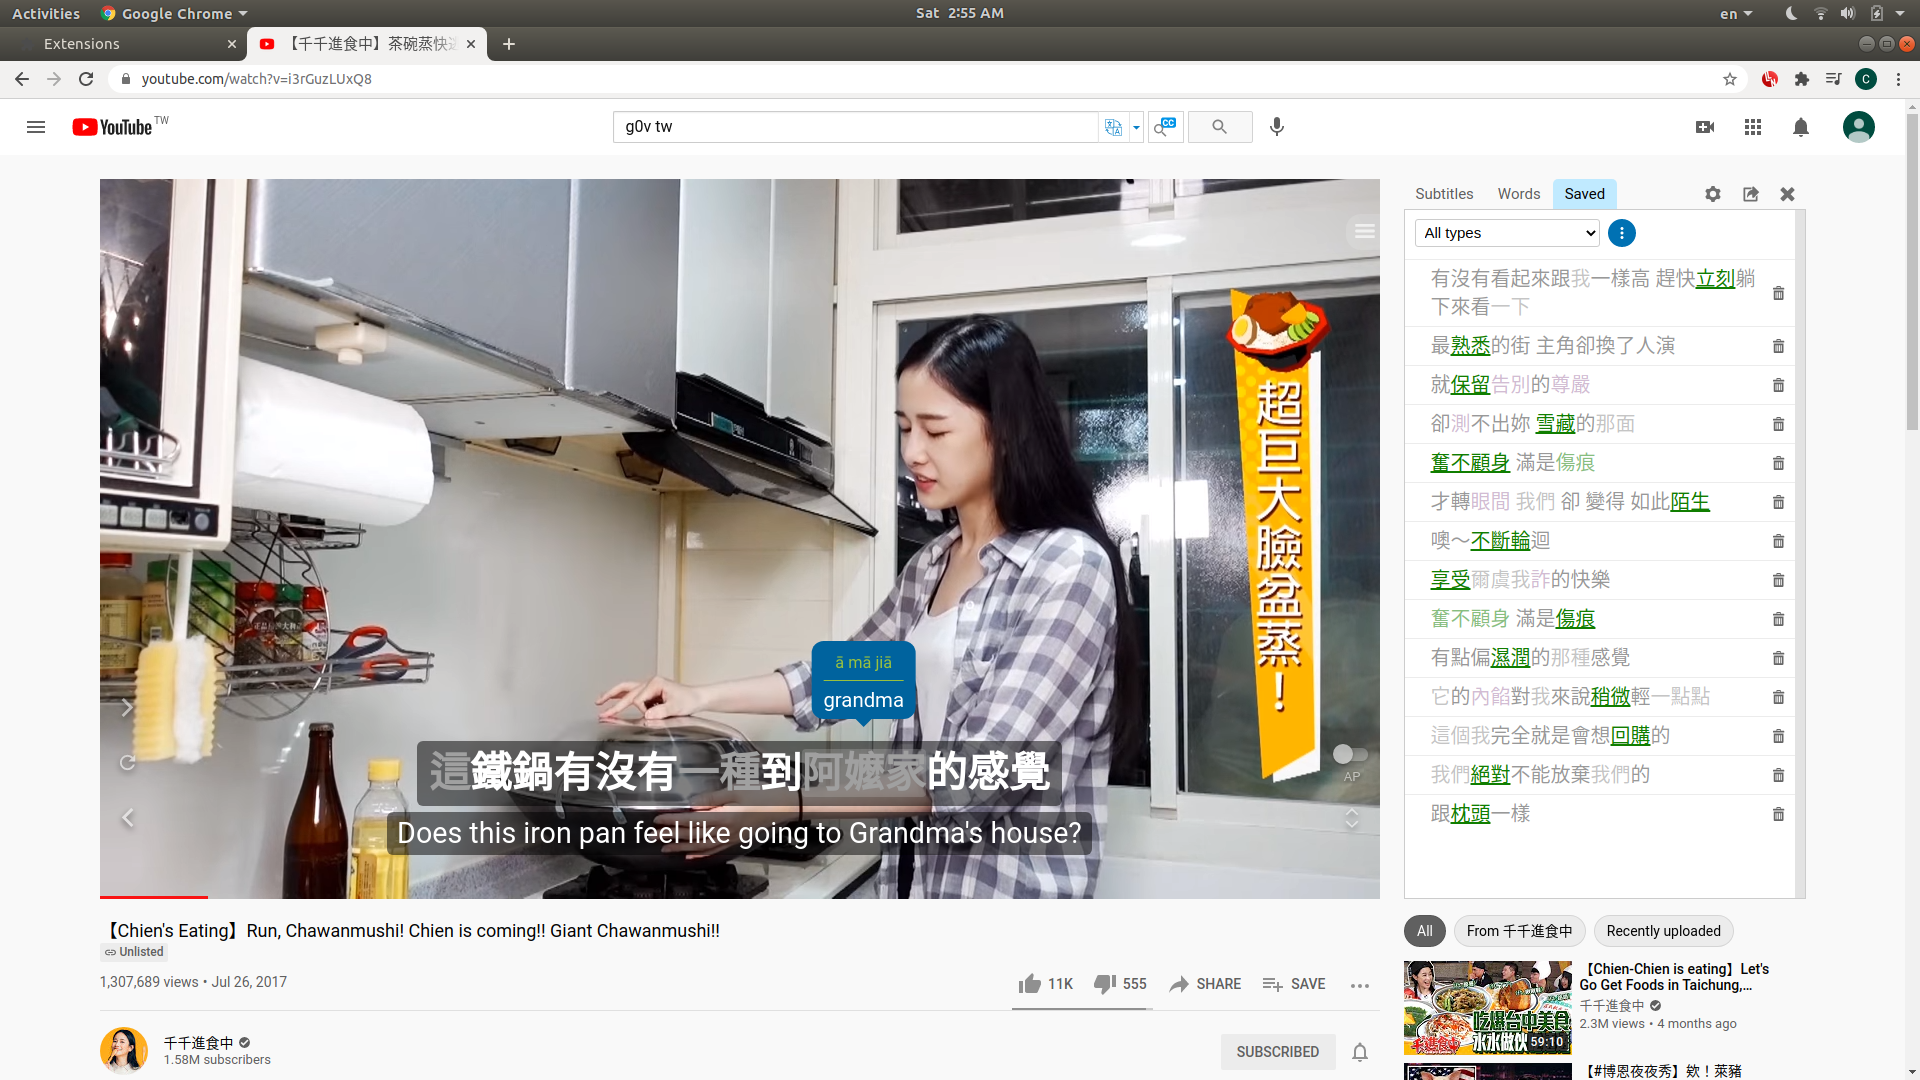 Activities
Google Chrome
Sat 2:55 AM
en
Extensions
【千千進食中】茶碗蒸快
youtube.com/watch?v=i3rGuzLUxQ8
C
YouTube TW
g0v tw
CC
超巨大臉盆蒸！
ā mā jiā
grandma
這鐵鍋有沒有一種到阿嬤家的感覺
Does this iron pan feel like going to Grandma's house?
AP
Subtitles
Words
Saved
All types
有沒有看起來跟我一樣高 趕快立刻躺
下來看一下
最熟悉的街 主角卻換了人演
就保留告別的尊嚴
卻測不出妳 雪藏的那面
奮不顧身 滿是傷痕
才轉眼間 我們 卻 變得 如此陌生
噢～不斷輪迴
享受爾虞我詐的快樂
奮不顧身 滿是傷痕
有點偏濕潤的那種感覺
它的內餡對我來說稍微輕一點點
這個我完全就是會想回購的
我們絕對不能放棄我們的
跟枕頭一樣
【Chien's Eating】Run, Chawanmushi! Chien is coming!! Giant Chawanmushi!!
Unlisted
1,307,689 views • Jul 26, 2017
11K
555
SHARE
SAVE
千千進食中
1.58M subscribers
SUBSCRIBED
All
From 千千進食中
Recently uploaded
吃爆台中美食
水水做伙
59:10
【Chien-Chien is eating】Let's
Go Get Foods in Taichung,...
千千進食中
2.3M views • 4 months ago
【#博恩夜夜秀】欸！萊豬